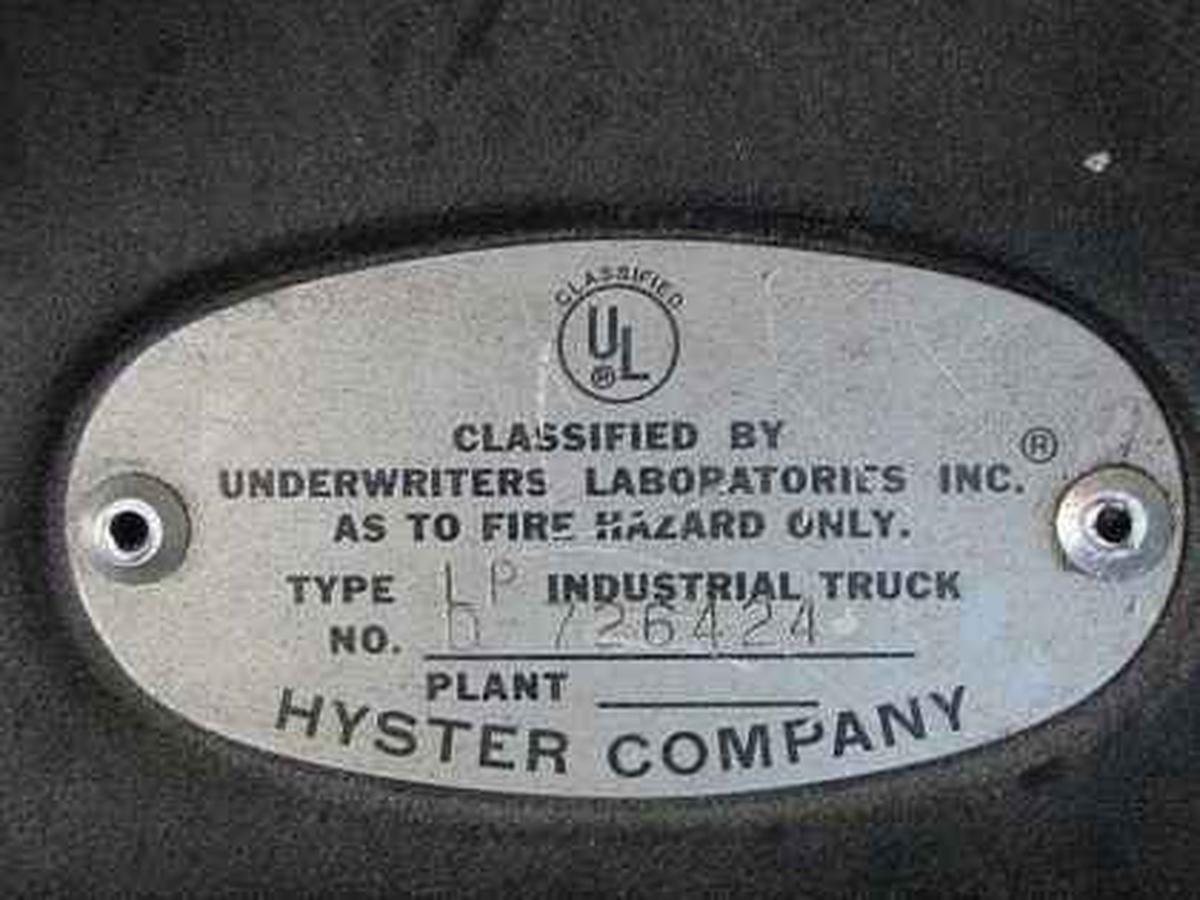 CLASSIFIED
UL
®
CLASSIFIED BY
UNDERWRITERS LABORATORIES INC.®
AS TO FIRE HAZARD ONLY.
TYPE LP INDUSTRIAL TRUCK
NO. 726424
PLANT
HYSTER COMPANY